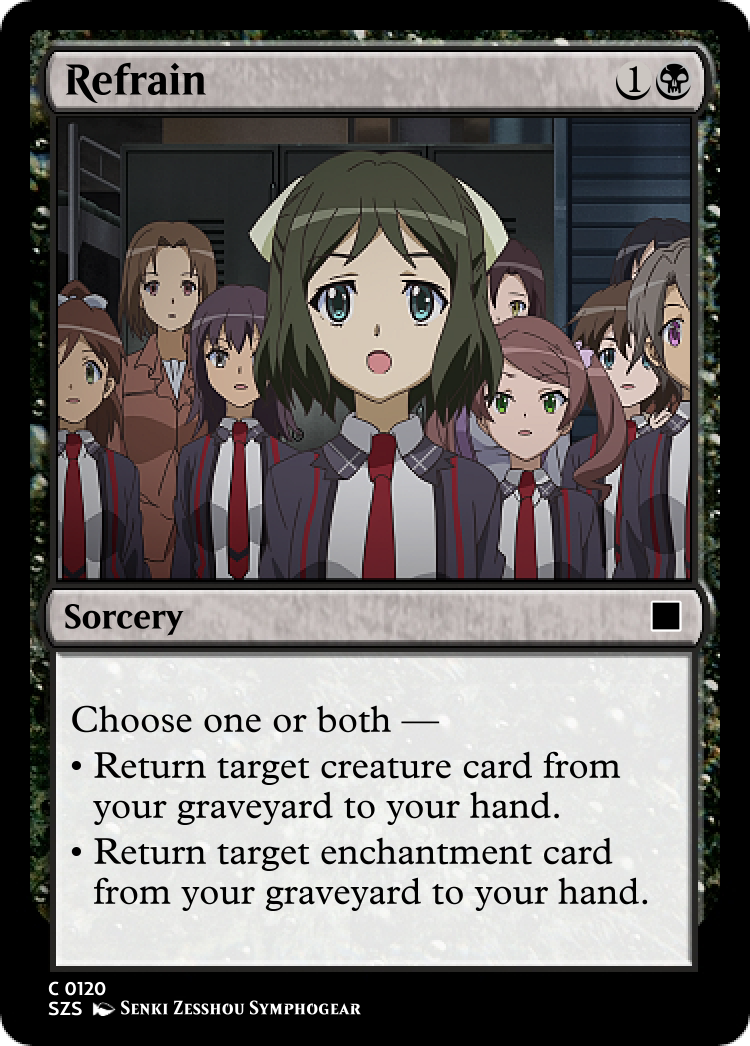 Refrain 1
Sorcery
Choose one or both —
• Return target creature card from
your graveyard to your hand.
• Return target enchantment card
from your graveyard to your hand.
C 0120
SZS SENKI ZESSHOU SYMPHOGEAR